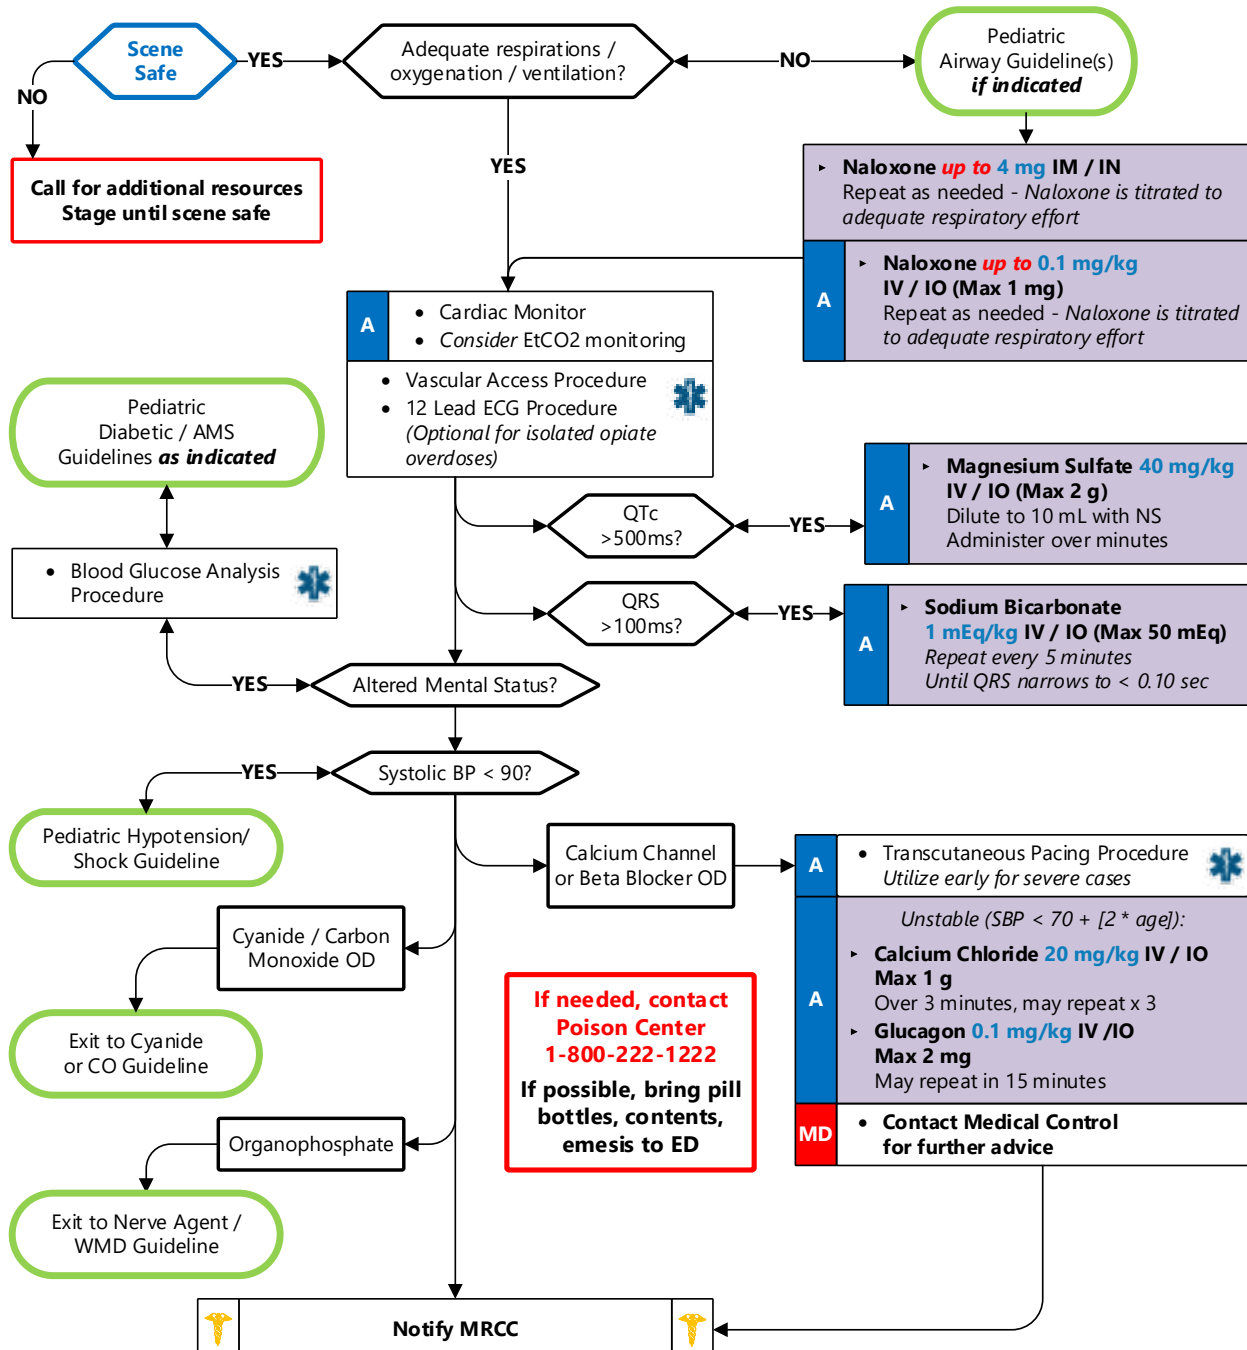 Scene
Safe
YES
Adequate respirations /
oxygenation / ventilation?
NO
Pediatric
Airway Guideline(s)
if indicated
NO
Call for additional resources
Stage until scene safe
YES
▸ Naloxone up to 4 mg IM / IN
Repeat as needed - Naloxone is titrated to
adequate respiratory effort
A
▸ Naloxone up to 0.1 mg/kg
IV / IO (Max 1 mg)
Repeat as needed - Naloxone is titrated
to adequate respiratory effort
A
• Cardiac Monitor
• Consider EtCO2 monitoring
• Vascular Access Procedure
• 12 Lead ECG Procedure
(Optional for isolated opiate
overdoses)
Pediatric
Diabetic / AMS
Guidelines as indicated
• Blood Glucose Analysis
Procedure
QTc
>500ms?
YES
A
▸ Magnesium Sulfate 40 mg/kg
IV / IO (Max 2 g)
Dilute to 10 mL with NS
Administer over minutes
QRS
>100ms?
YES
A
▸ Sodium Bicarbonate
1 mEq/kg IV / IO (Max 50 mEq)
Repeat every 5 minutes
Until QRS narrows to < 0.10 sec
YES
Altered Mental Status?
YES
Systolic BP < 90?
Pediatric Hypotension/
Shock Guideline
Calcium Channel
or Beta Blocker OD
A
• Transcutaneous Pacing Procedure
Utilize early for severe cases
A
Unstable (SBP < 70 + [2 * age]):
▸ Calcium Chloride 20 mg/kg IV / IO
Max 1 g
Over 3 minutes, may repeat x 3
▸ Glucagon 0.1 mg/kg IV /IO
Max 2 mg
May repeat in 15 minutes
MD
• Contact Medical Control
for further advice
Cyanide / Carbon
Monoxide OD
Exit to Cyanide
or CO Guideline
If needed, contact
Poison Center
1-800-222-1222
If possible, bring pill
bottles, contents,
emesis to ED
Organophosphate
Exit to Nerve Agent /
WMD Guideline
Notify MRCC